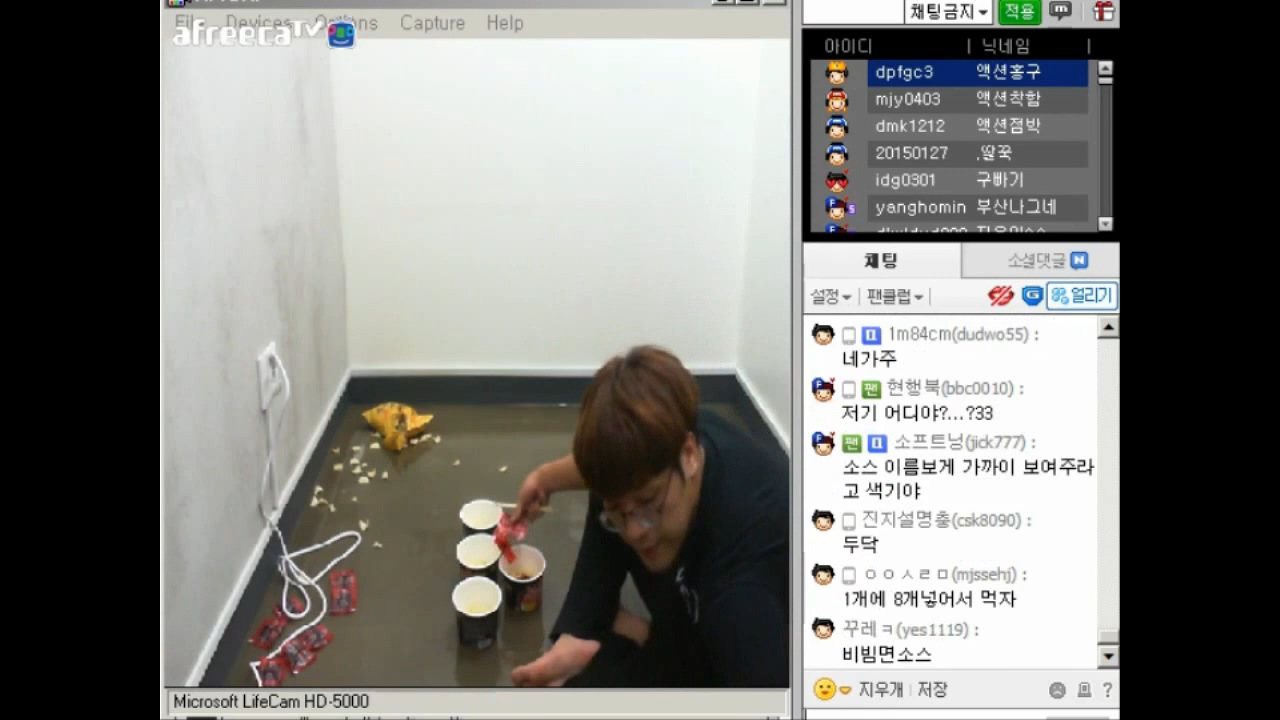 File Devices Options Capture Help
afreecaTV
Microsoft LifeCam HD-5000
채팅금지
적용
아이디 | 닉네임 |
dpfgc3 액션홍구
mjy0403 액션착함
dmk1212 액션점박
20150127 .딸꾹
idg0301 구빠기
yanghomin 부산나그네
채팅
소셜댓글 N
설정 팬클럽 얼리기
1m84cm(dudwo55) :
네가주
팬 현행북(bbc0010) :
저기 어디야?...?33
팬 소프트닝(jick777) :
소스 이름보게 가까이 보여주라
고 색기야
진지설명충(csk8090) :
두닥
ㅇㅇㅅㄹㅁ(mjssehj) :
1개에 8개넣어서 먹자
꾸레ㅋ(yes1119) :
비빔면소스
지우개 | 저장
?